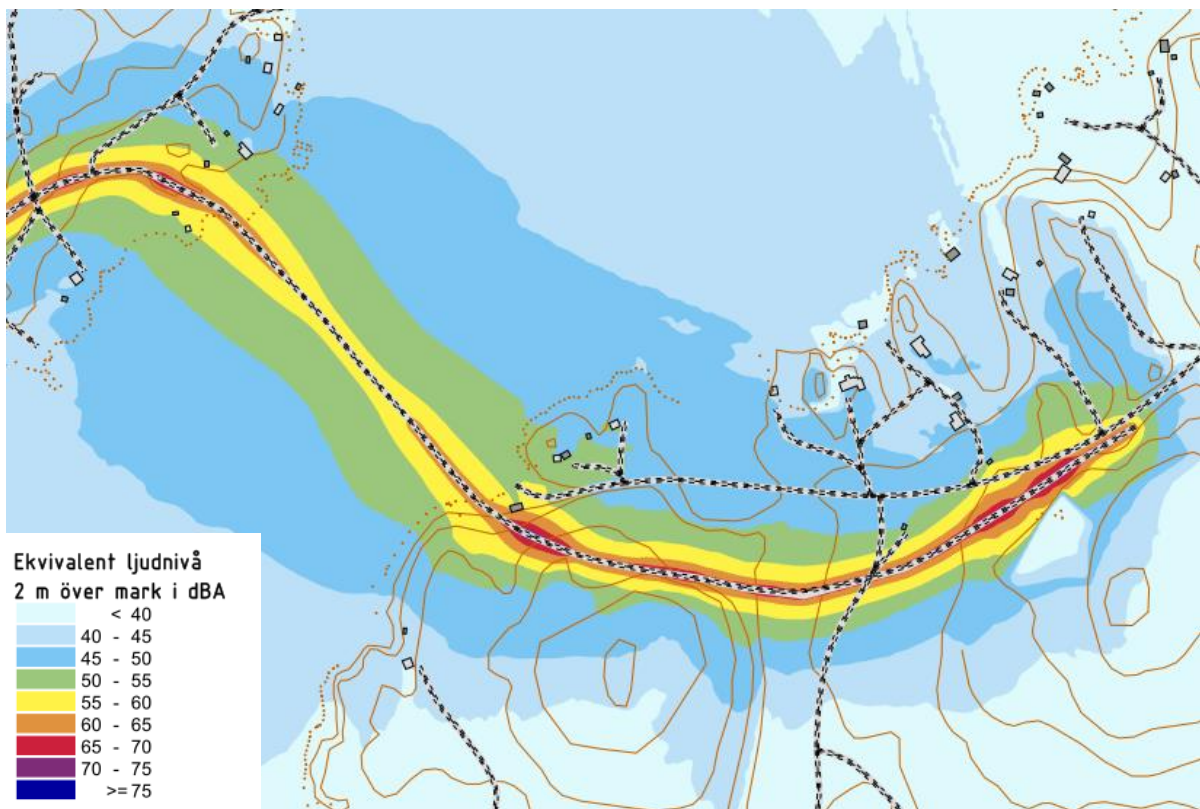 Ekvivalent ljudnivå
2 m över mark i dBA
< 40
40 - 45
45 - 50
50 - 55
55 - 60
60 - 65
65 - 70
70 - 75
>= 75